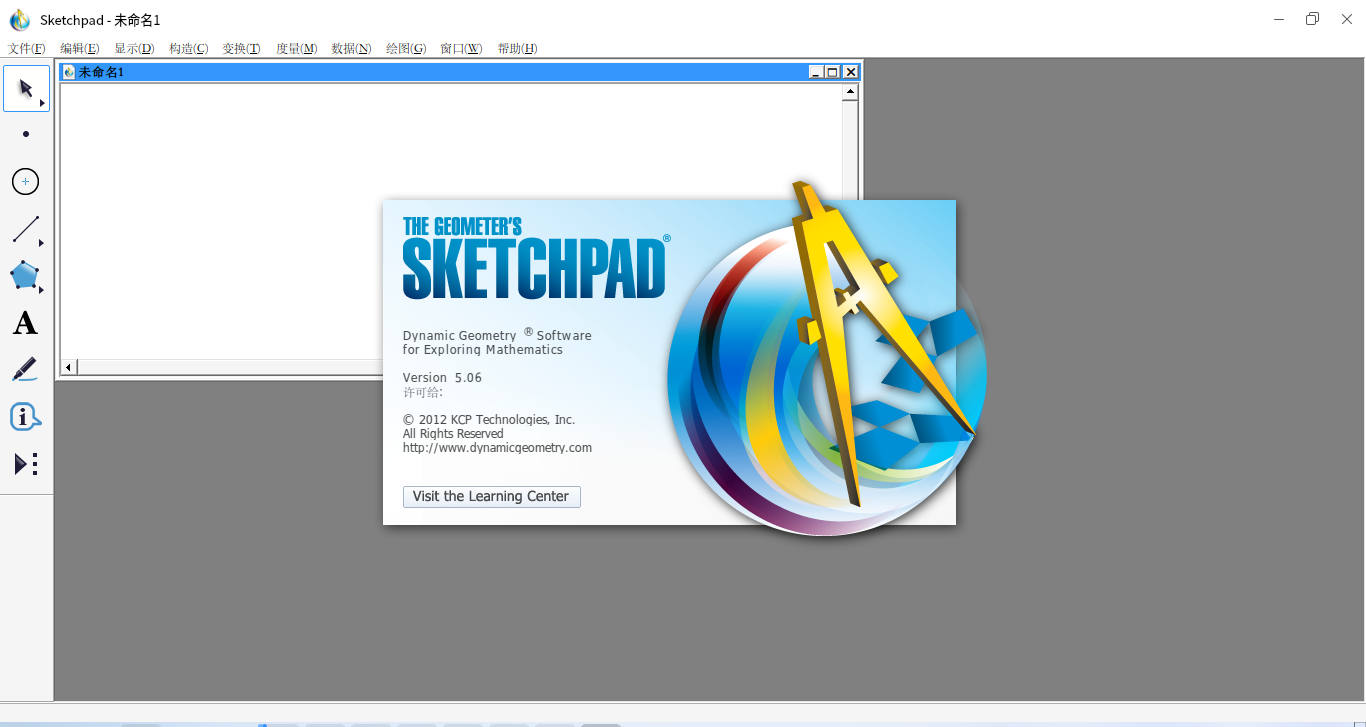 Sketchpad - 未命名1
文件(F) 编辑(E) 显示(D) 构造(C) 变换(T) 度量(M) 数据(N) 绘图(G) 窗口(W) 帮助(H)
未命名1
A
THE GEOMETER'S
SKETCHPAD®
Dynamic Geometry ® Software
for Exploring Mathematics
Version 5.06
许可给:
© 2012 KCP Technologies, Inc.
All Rights Reserved
http://www.dynamicgeometry.com
Visit the Learning Center